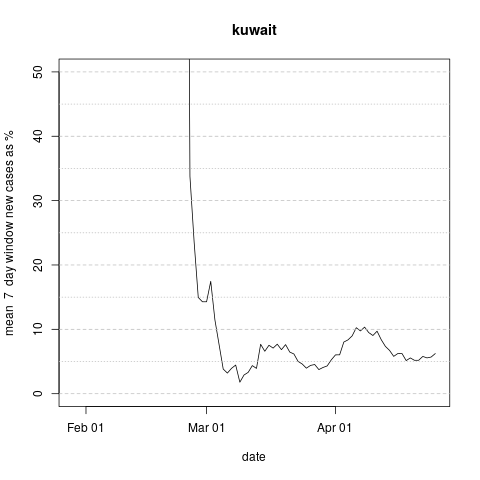 kuwait
mean 7 day window new cases as %
50
40
30
20
10
0
Feb 01
Mar 01
Apr 01
date